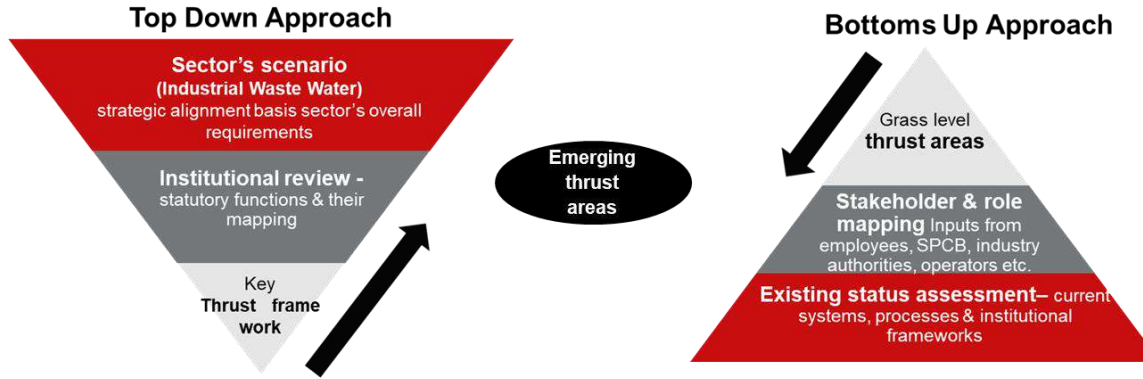 Top Down Approach
Sector's scenario
(Industrial Waste Water)
strategic alignment basis sector's overall
requirements
Institutional review -
statutory functions & their
mapping
Key
Thrust frame
work
Emerging
thrust
areas
Bottoms Up Approach
Grass level
thrust areas
Stakeholder & role
mapping Inputs from
employees, SPCB, industry
authorities, operators etc.
Existing status assessment– current
systems, processes & institutional
frameworks